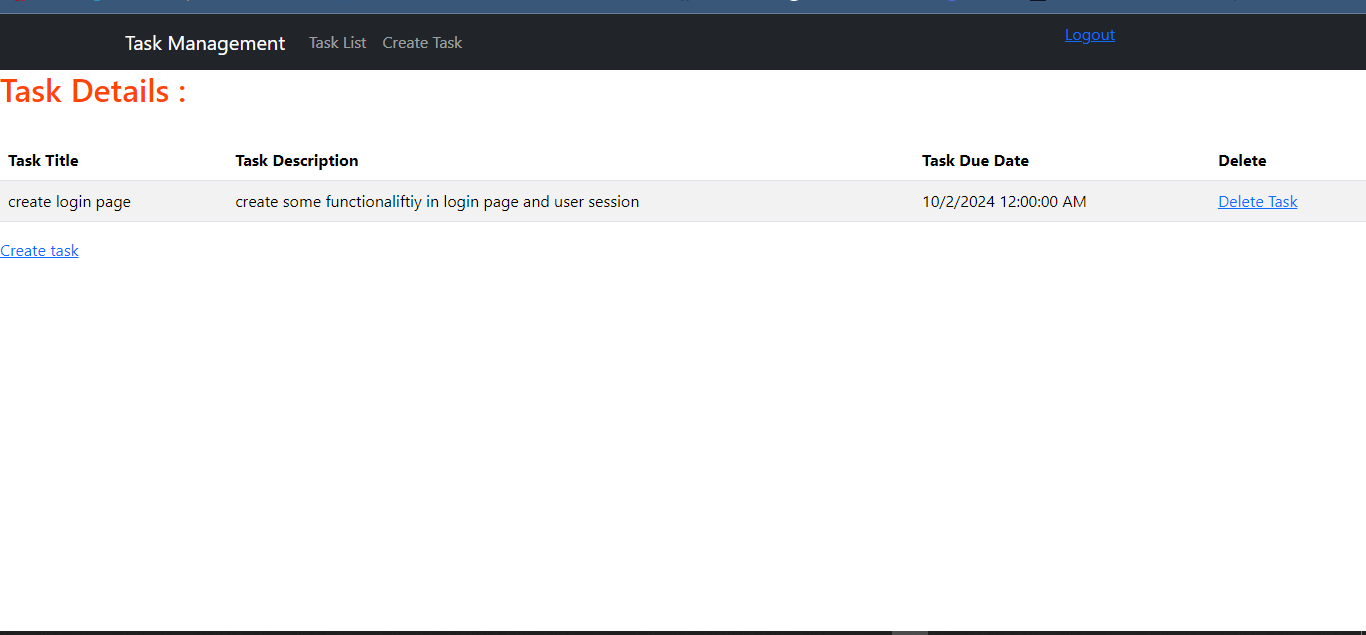 Task Management Task List Create Task Logout
Task Details :
Task Title Task Description Task Due Date Delete
create login page create some functionaliftiy in login page and user session 10/2/2024 12:00:00 AM Delete Task
Create task